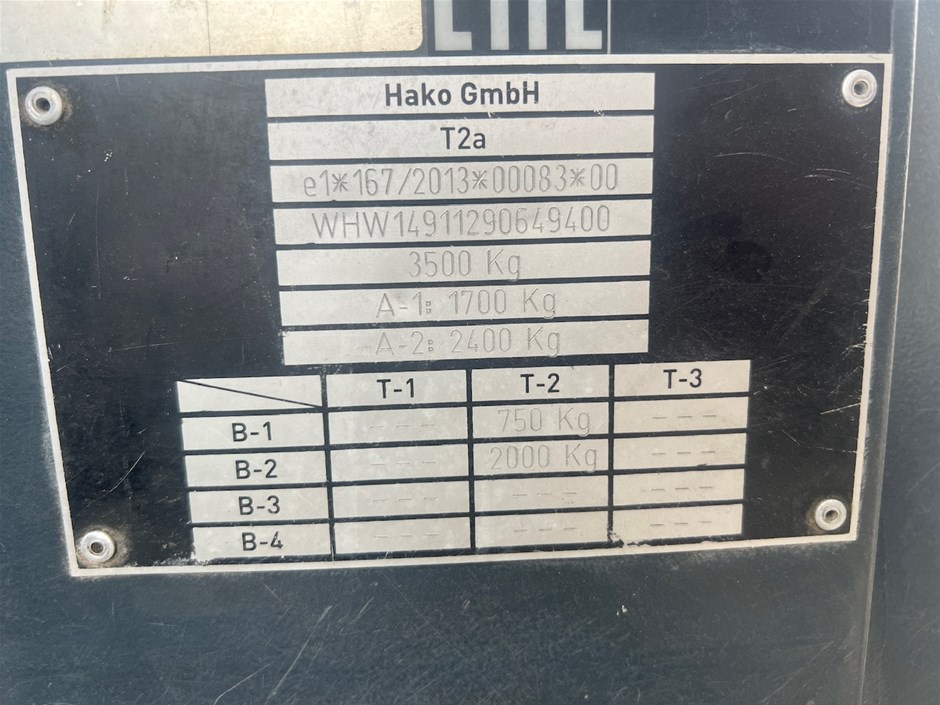 Hako GmbH
T2a
e1*167/2013*00083*00
WHW14911290649400
3500 Kg
A-1: 1700 Kg
A-2: 2400 Kg
T-1 T-2 T-3
B-1 --- 750 Kg ---
B-2 --- 2000 Kg ---
B-3 --- --- ---
B-4 --- --- ---